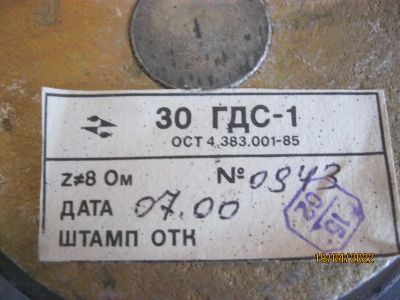 30 ГДС-1
ОСТ 4.383.001-85
Z≠8 Ом № 0943
ДАТА 07.00
ШТАМП ОТК
19/04/2022